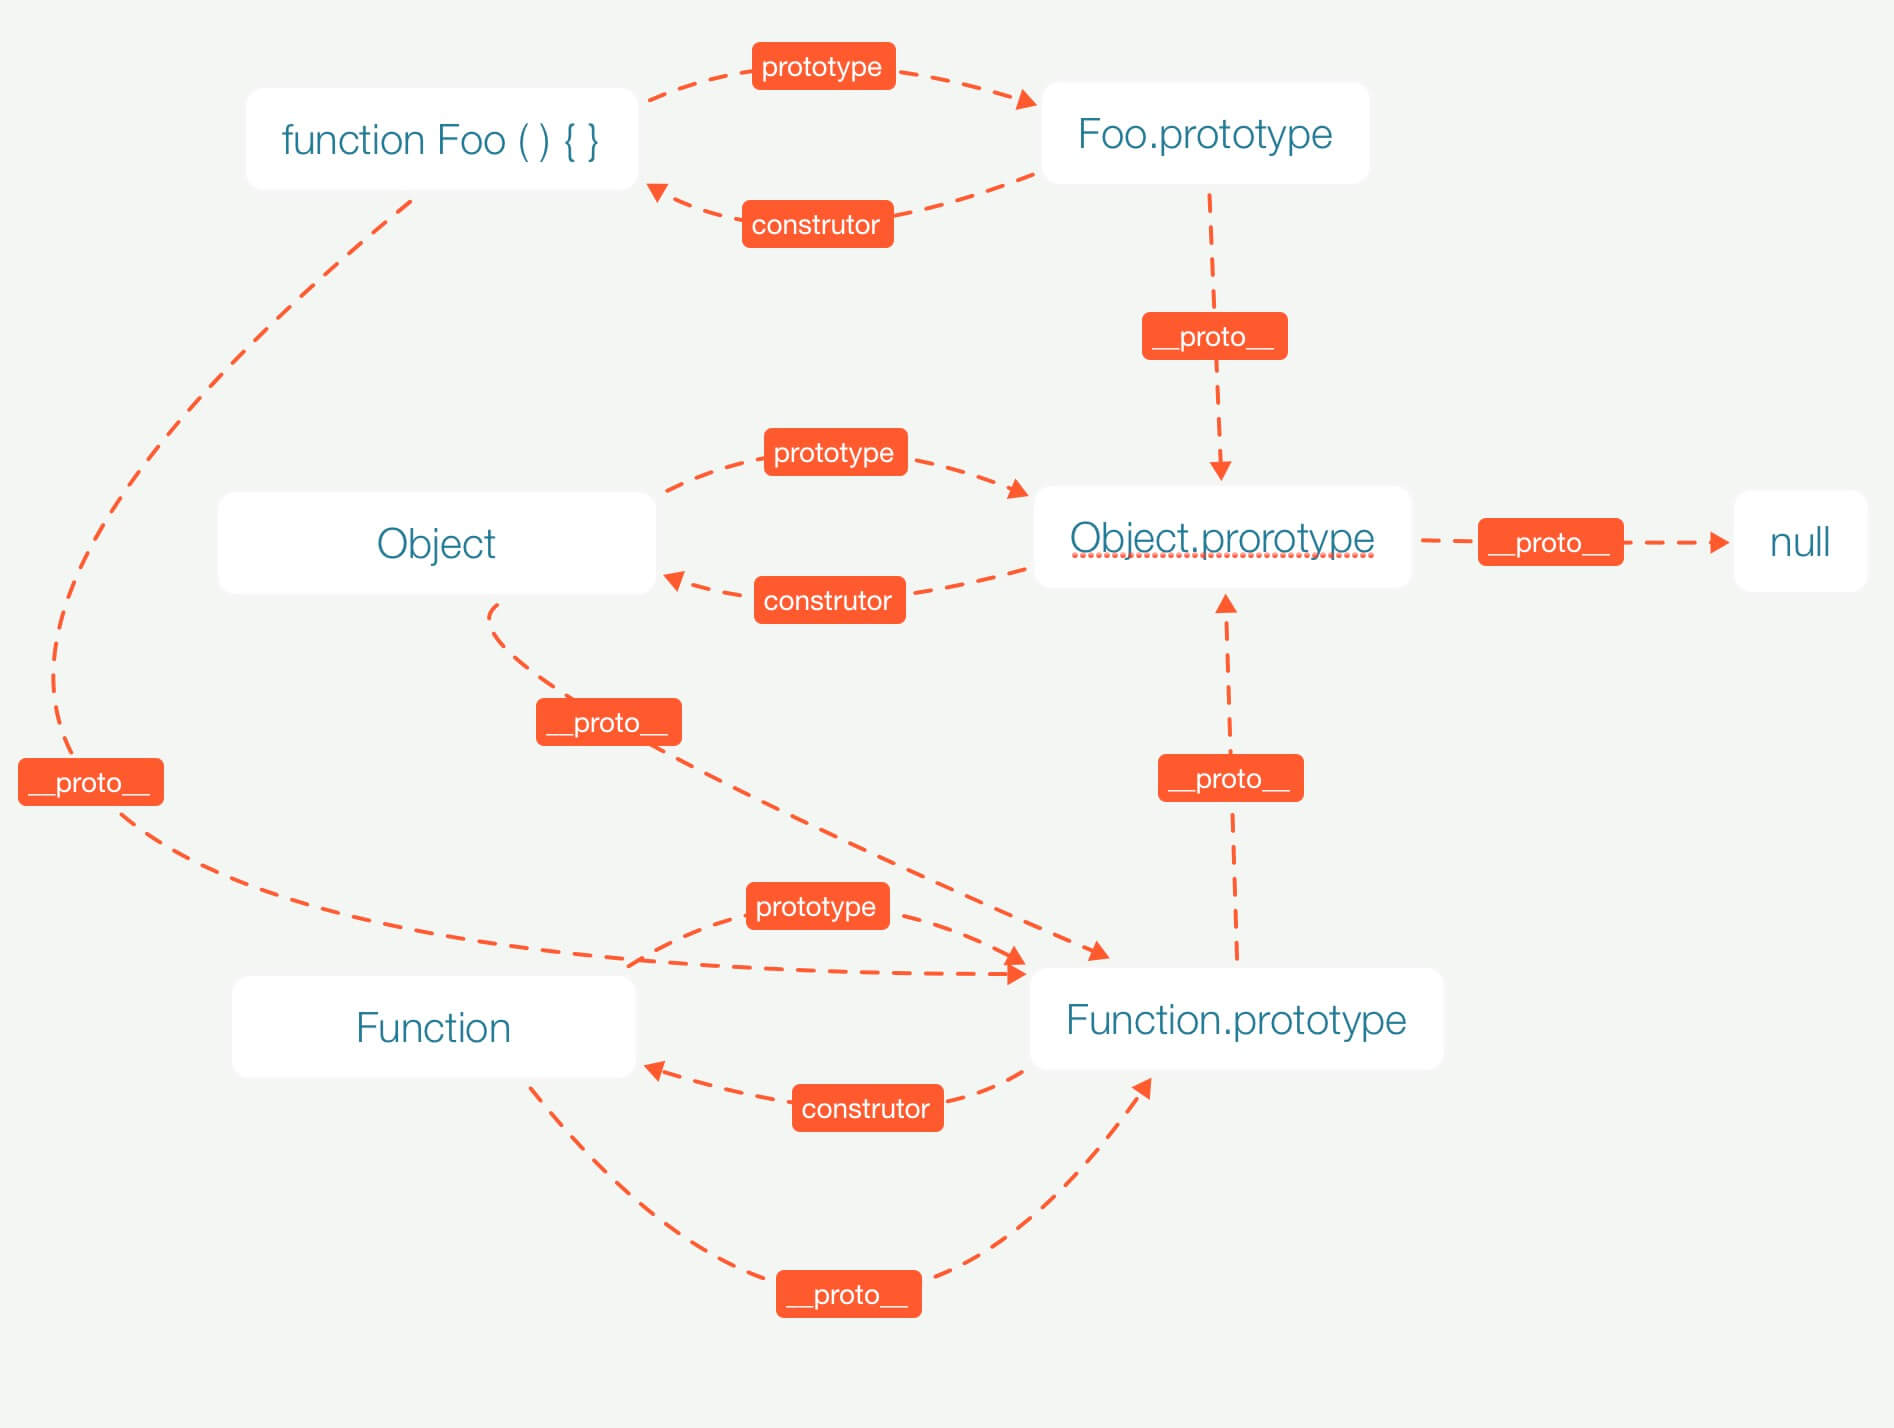 prototype
function Foo ( ) { }
Foo.prototype
construtor
__proto__
prototype
Object
Object.prorotype
__proto__
null
construtor
__proto__
__proto__
__proto__
prototype
Function
Function.prototype
construtor
__proto__